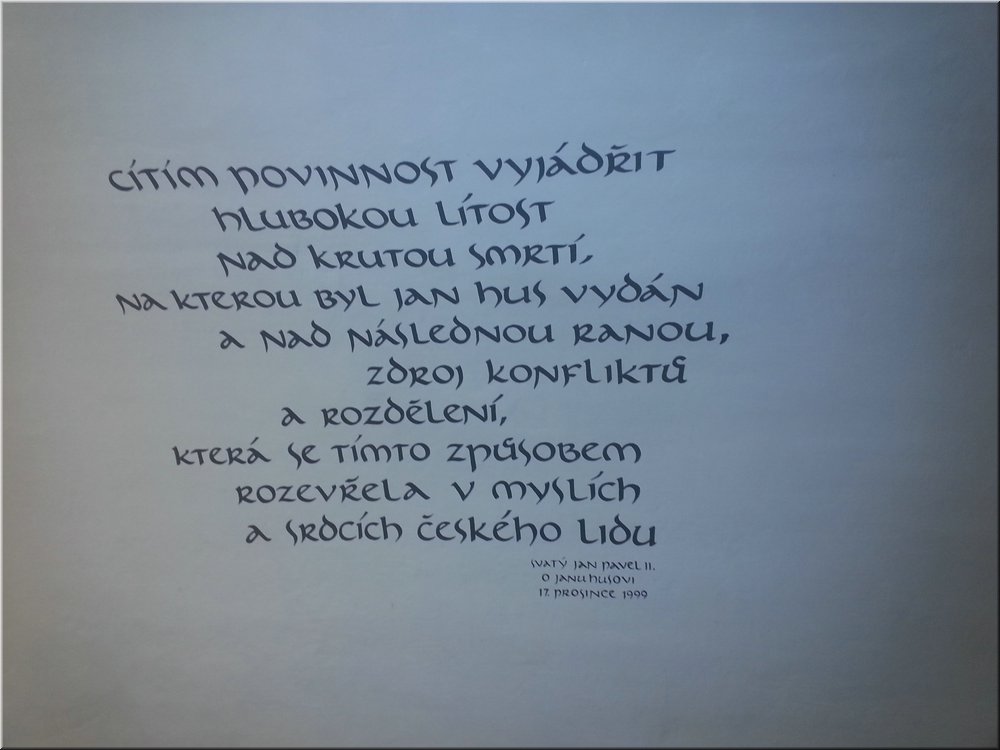 cítím povinnost vyjádřit
hlubokou lítost
nad krutou smrtí,
na kterou byl jan hus vydán
a nad následnou ranou,
zdroj konfliktů
a rozdělení,
která se tímto způsobem
rozevřela v myslích
a srdcích českého lidu
svatý jan pavel II.
o janu husovi
17. prosince 1999